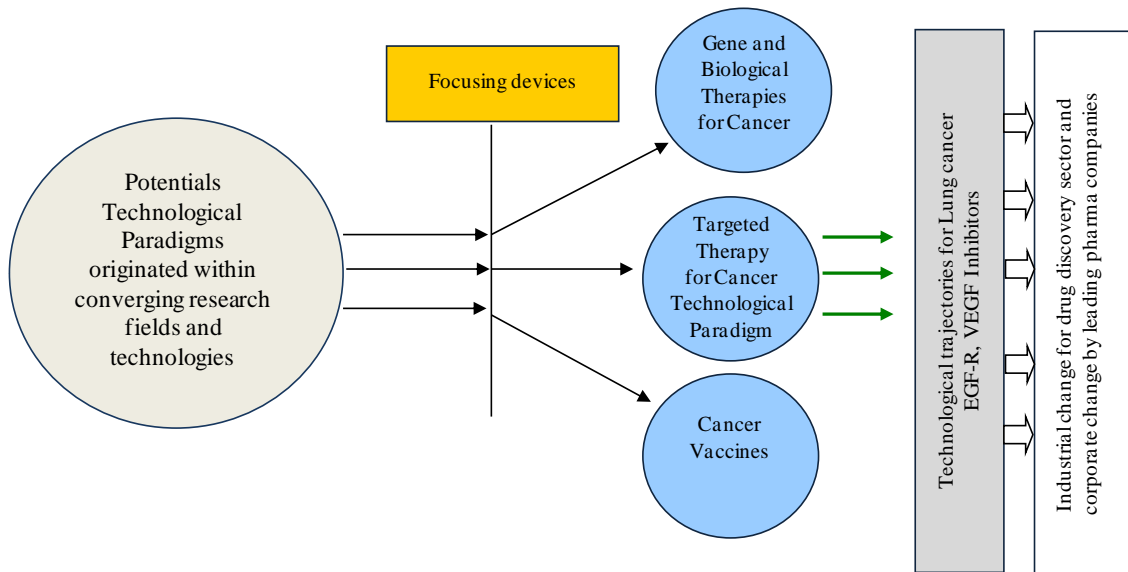 Potentials
Technological
Paradigms
originated within
converging research
fields and
technologies
Focusing devices
Gene and
Biological
Therapies
for Cancer
Targeted
Therapy
for Cancer
Technological
Paradigm
Cancer
Vaccines
Technological trajectories for Lung cancer
EGF-R, VEGF Inhibitors
Industrial change for drug discovery sector and
corporate change by leading pharma companies